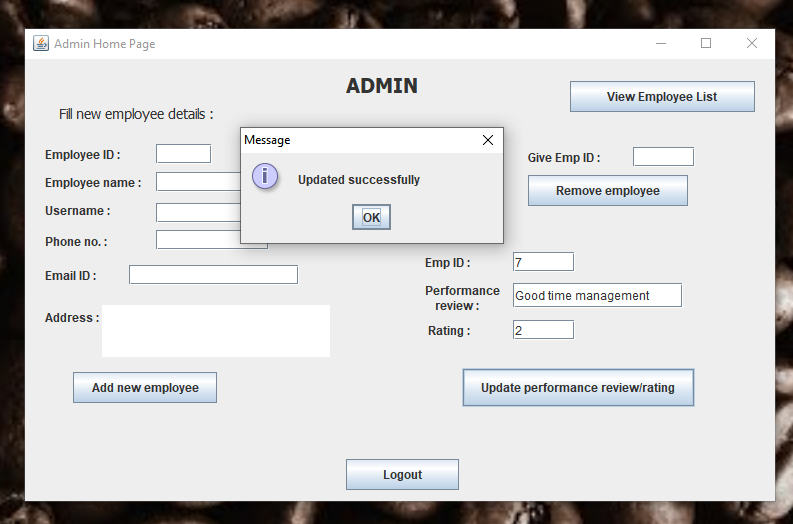 Admin Home Page
ADMIN
View Employee List
Fill new employee details :
Message
Updated successfully
OK
Employee ID :
Employee name :
Username :
Phone no. :
Email ID :
Address :
Add new employee
Give Emp ID :
Remove employee
Emp ID :
7
Performance
review :
Good time management
Rating :
2
Update performance review/rating
Logout